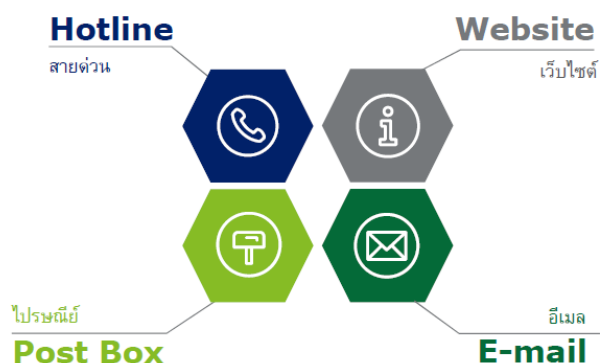 Hotline
สายด่วน
Website
เว็บไซต์
ไปรษณีย์
Post Box
อีเมล
E-mail